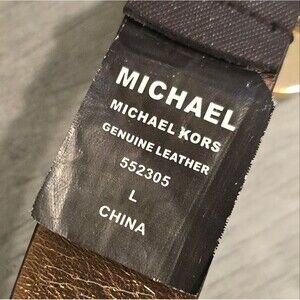 MICHAEL
MICHAEL KORS
GENUINE LEATHER
552305
L
CHINA